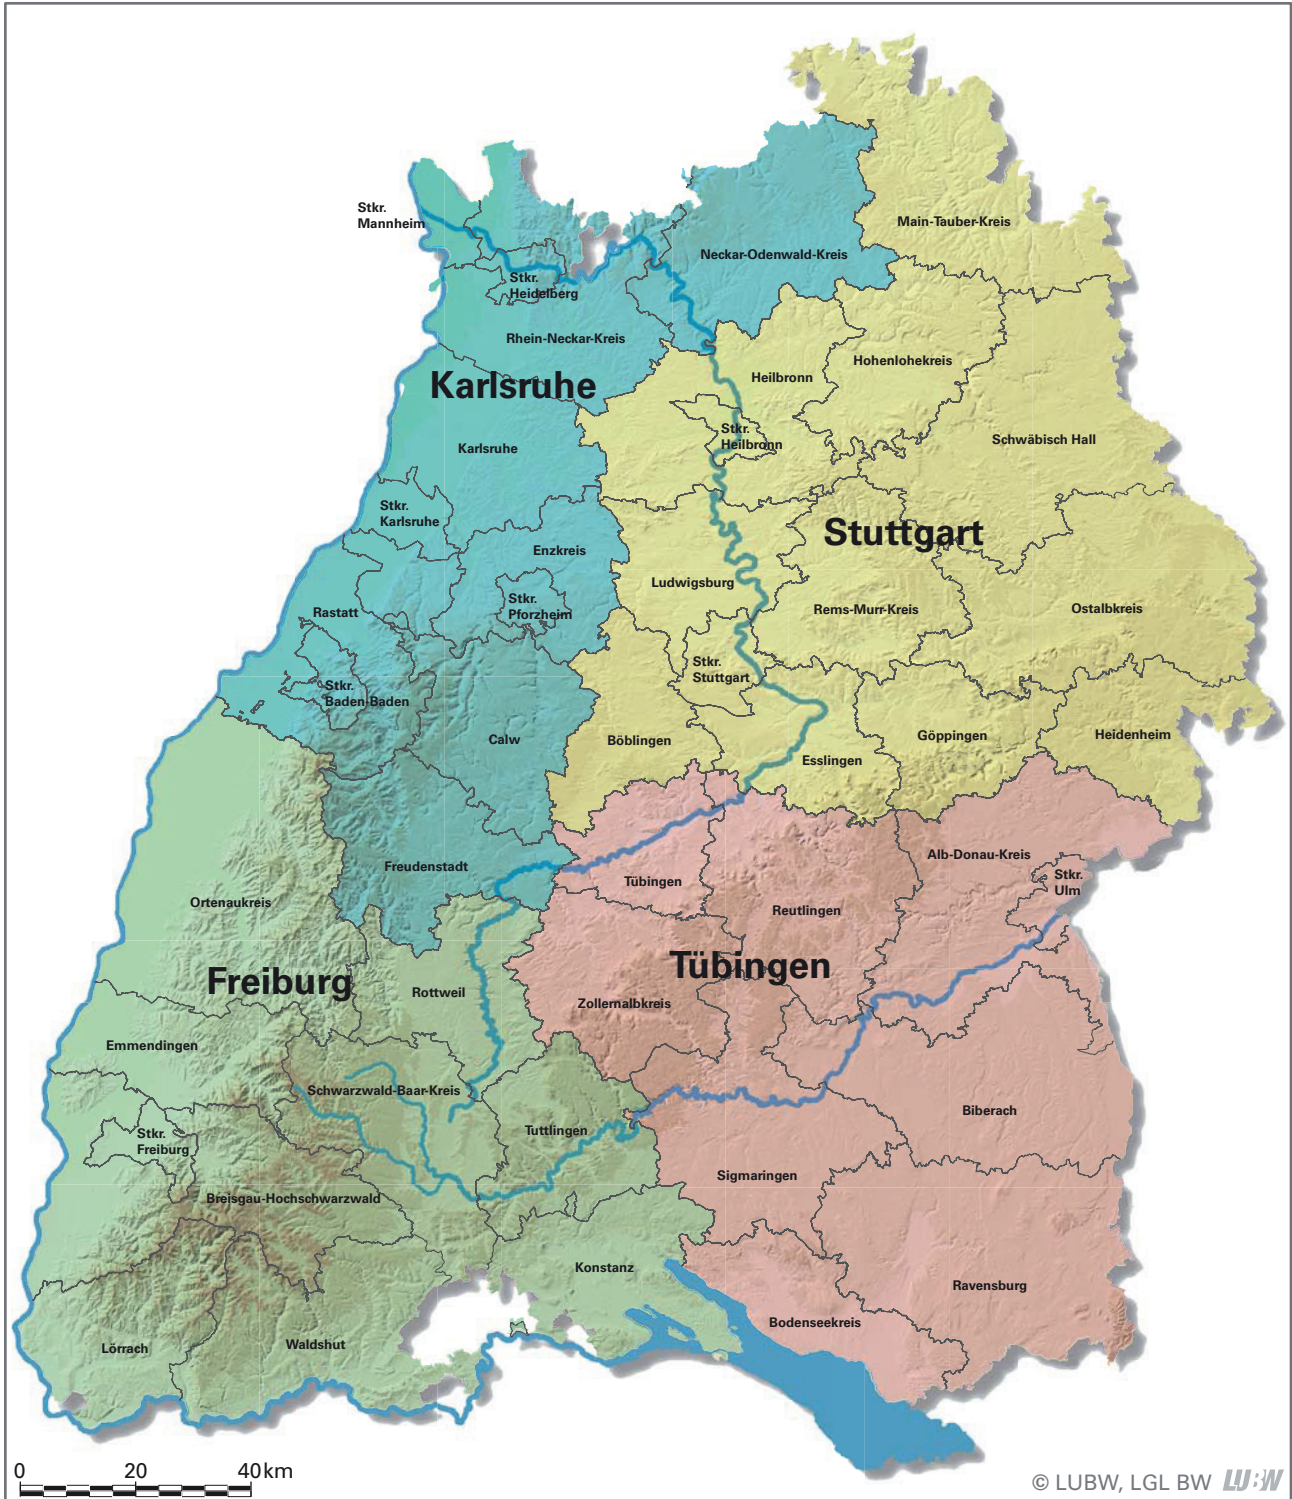 Stkr.
Mannheim
Main-Tauber-Kreis
Neckar-Odenwald-Kreis
Stkr.
Heidelberg
Rhein-Neckar-Kreis
Hohenlohekreis
Heilbronn
Karlsruhe
Stkr.
Heilbronn
Schwäbisch Hall
Karlsruhe
Stkr.
Karlsruhe
Stuttgart
Enzkreis
Ludwigsburg
Stkr.
Pforzheim
Rastatt
Rems-Murr-Kreis
Ostalbkreis
Stkr.
Stuttgart
Stkr.
Baden-Baden
Calw
Böblingen
Göppingen
Heidenheim
Esslingen
Alb-Donau-Kreis
Freudenstadt
Tübingen
Stkr.
Ulm
Ortenaukreis
Reutlingen
Tübingen
Freiburg
Rottweil
Zollernalbkreis
Emmendingen
Schwarzwald-Baar-Kreis
Biberach
Tuttlingen
Stkr.
Freiburg
Sigmaringen
Breisgau-Hochschwarzwald
Konstanz
Ravensburg
Bodenseekreis
Lörrach
Waldshut
0 20 40 km
© LUBW, LGL BW LUBW